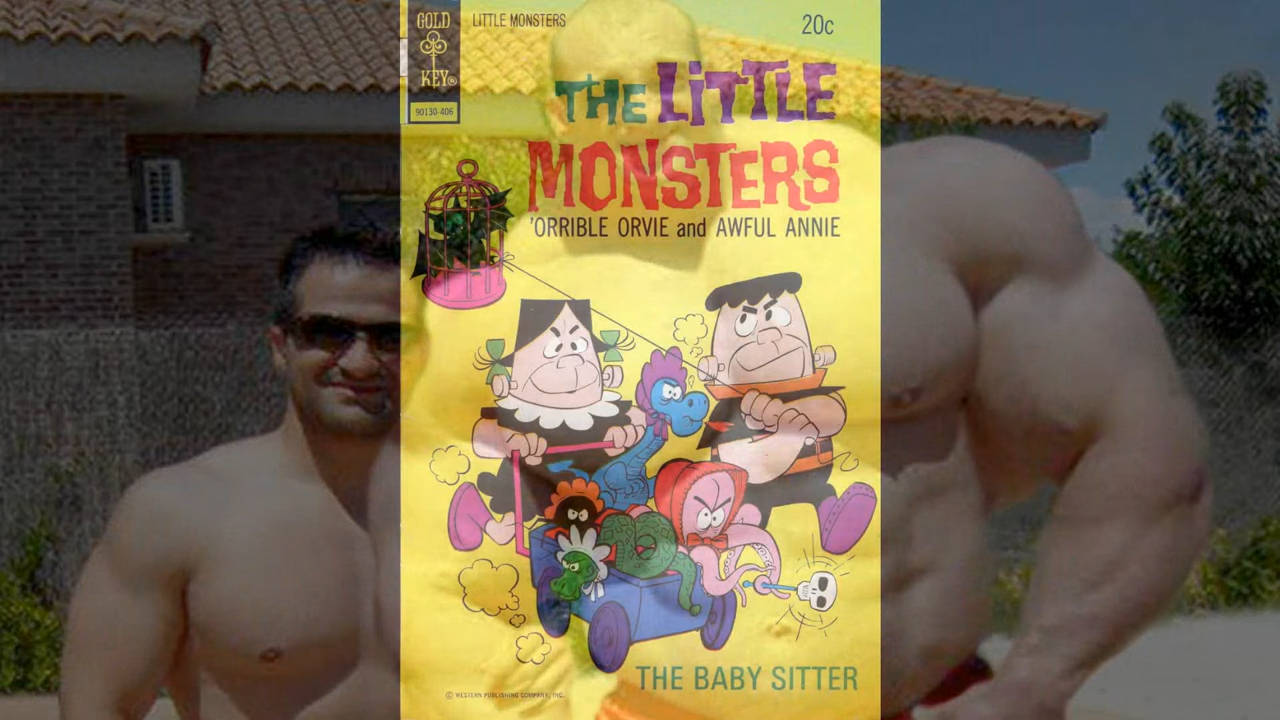 GOLD
KEY®
90130-406
LITTLE MONSTERS
20c
THE LITTLE
MONSTERS
'ORRIBLE ORVIE and AWFUL ANNIE
THE BABY SITTER
© WESTERN PUBLISHING COMPANY, INC.